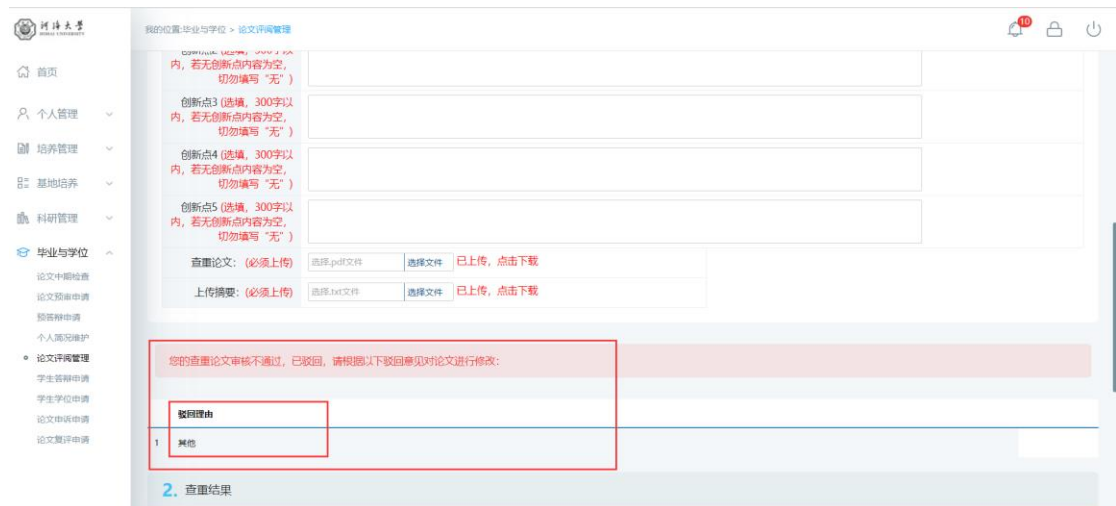 河海大学
HOHAI UNIVERSITY
我的位置:毕业与学位 > 论文评阅管理
10
首页
个人管理
培养管理
基地培养
科研管理
毕业与学位
论文中期检查
论文预审申请
预答辩申请
个人简况维护
论文评阅管理
学生答辩申请
学生学位申请
论文申诉申请
论文复评申请
内，若无创新点内容为空，
切勿填写“无”)
创新点3 (选填，300字以
内，若无创新点内容为空，
切勿填写“无”)
创新点4 (选填，300字以
内，若无创新点内容为空，
切勿填写“无”)
创新点5 (选填，300字以
内，若无创新点内容为空，
切勿填写“无”)
查重论文：(必须上传) 选择.pdf文件 选择文件 已上传，点击下载
上传摘要：(必须上传) 选择.txt文件 选择文件 已上传，点击下载
您的查重论文审核不通过，已驳回，请根据以下驳回意见对论文进行修改：
驳回理由
1 其他
2. 查重结果